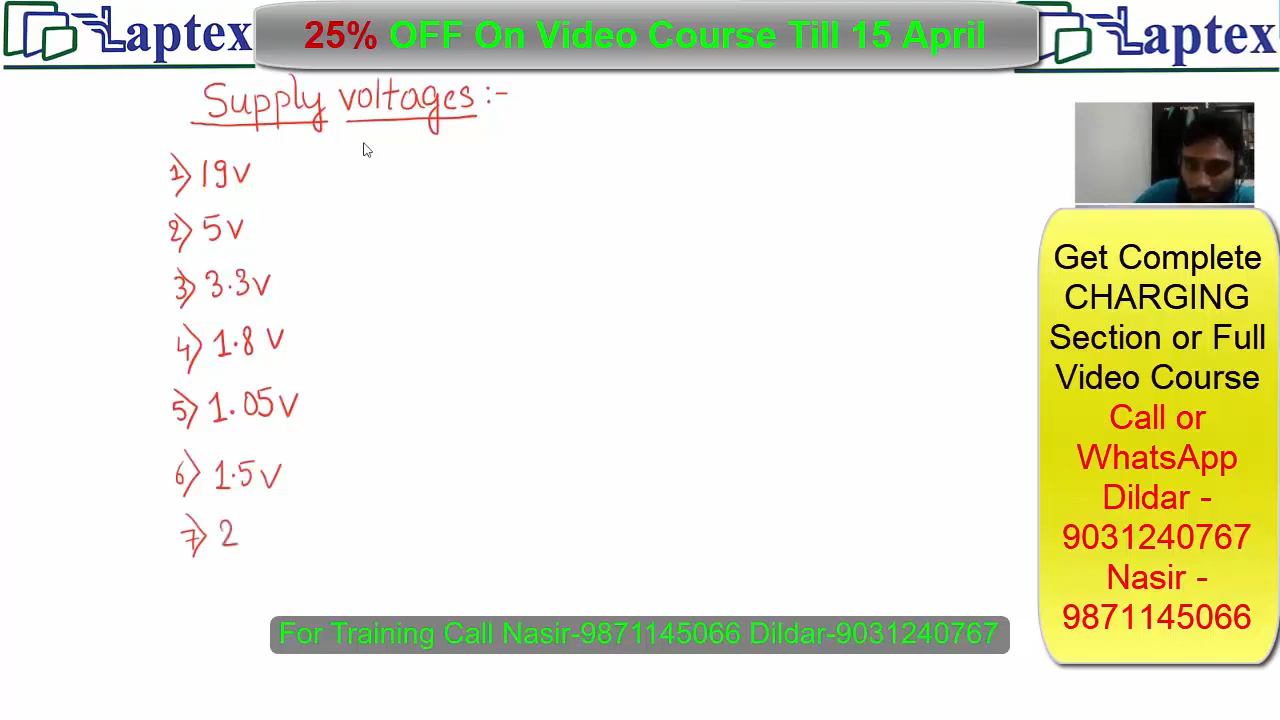 Laptex
25% OFF On Video Course Till 15 April
Laptex
Supply voltages :-
1) 19v
2) 5v
3) 3.3v
4) 1.8 v
5) 1.05v
6) 1.5v
7) 2
Get Complete
CHARGING
Section or Full
Video Course
Call or
WhatsApp
Dildar -
9031240767
Nasir -
9871145066
For Training Call Nasir-9871145066 Dildar-9031240767